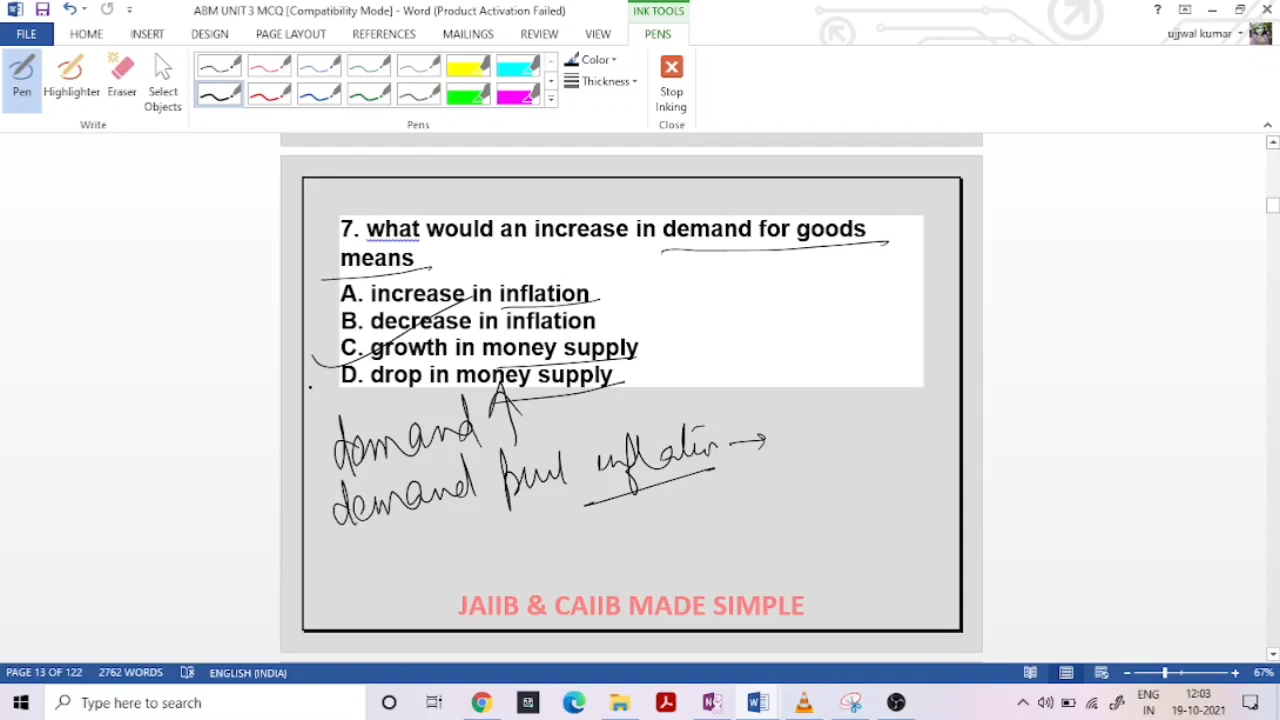 ABM UNIT 3 MCQ [Compatibility Mode] - Word (Product Activation Failed)
INK TOOLS
?
FILE HOME INSERT DESIGN PAGE LAYOUT REFERENCES MAILINGS REVIEW VIEW PENS
ujjwal kumar
Pen Highlighter Eraser Select Objects
Color
Thickness
Stop Inking
Write Pens Close
7. what would an increase in demand for goods
means
A. increase in inflation
B. decrease in inflation
C. growth in money supply
D. drop in money supply
demand ↑
demand inflation →
JAIIB & CAIIB MADE SIMPLE
PAGE 13 OF 122 2762 WORDS ENGLISH (INDIA) 67%
Type here to search
ENG IN
12:03
19-10-2021